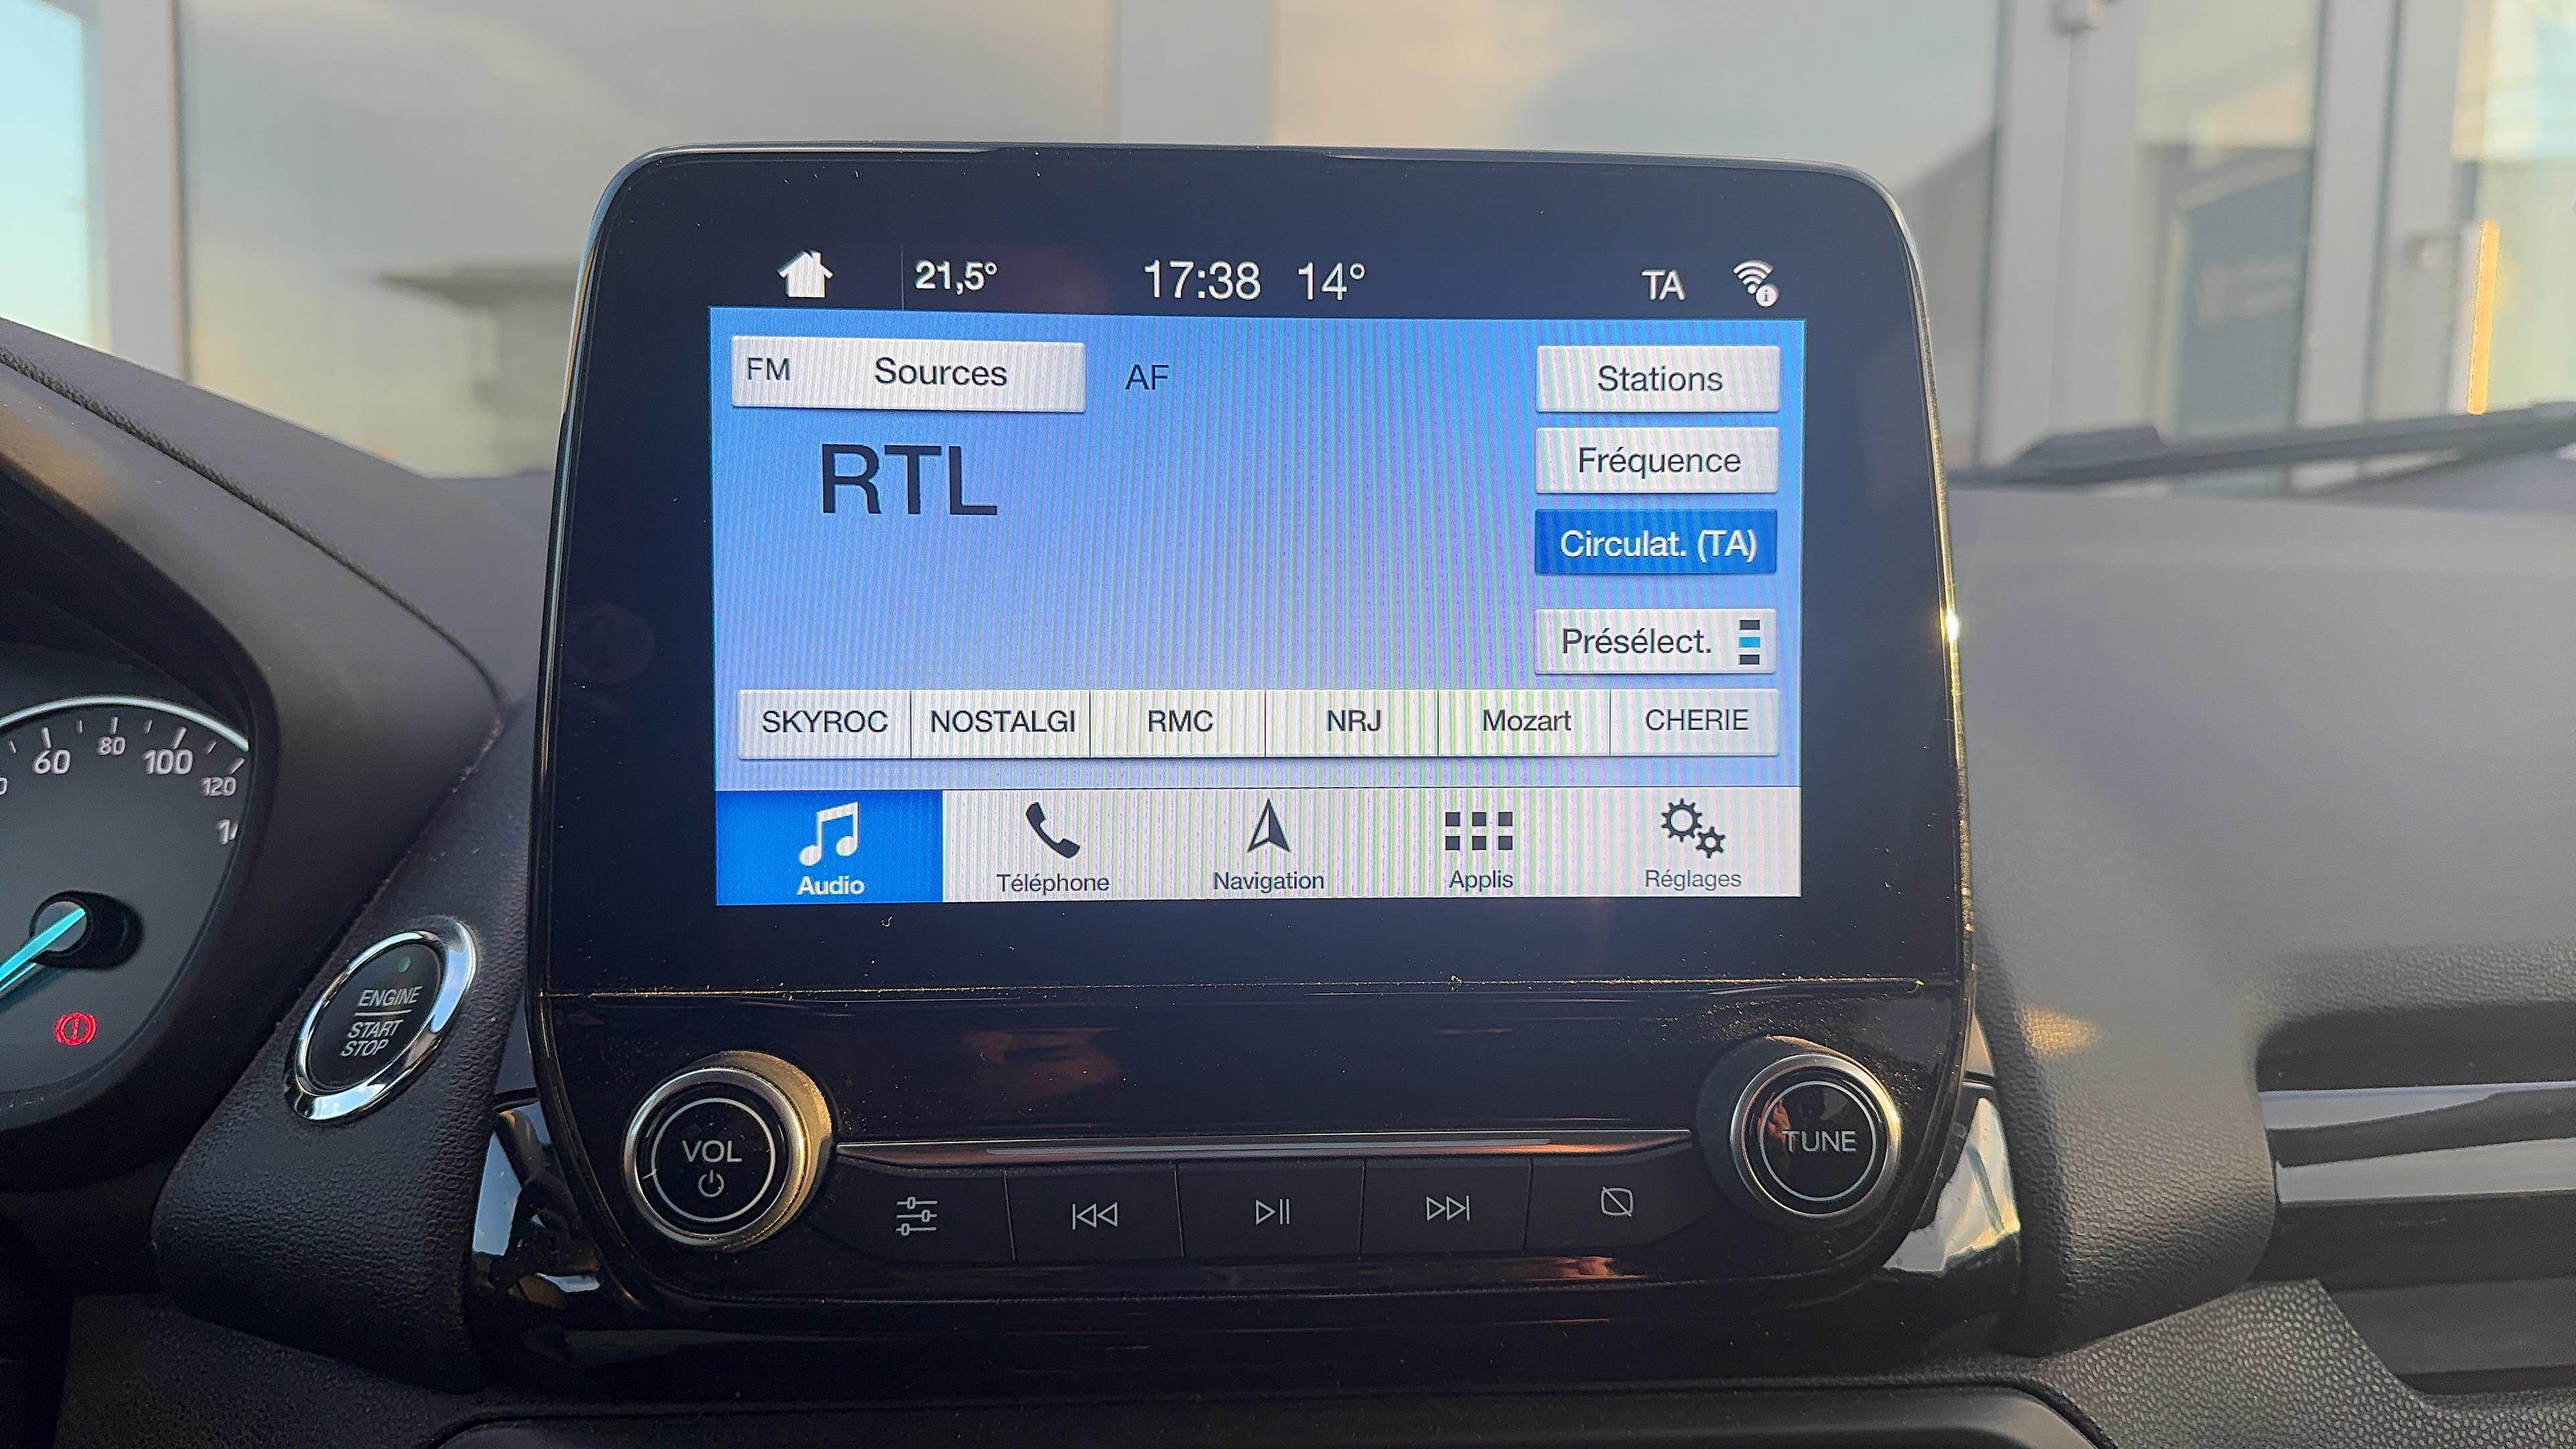 21,5° 17:38 14° TA
FM Sources AF Stations
RTL
Fréquence
Circulat. (TA)
Présélect.
SKYROC NOSTALGI RMC NRJ Mozart CHERIE
Audio Téléphone Navigation Applis Réglages
60 80 100 120
ENGINE
START
STOP
VOL
TUNE